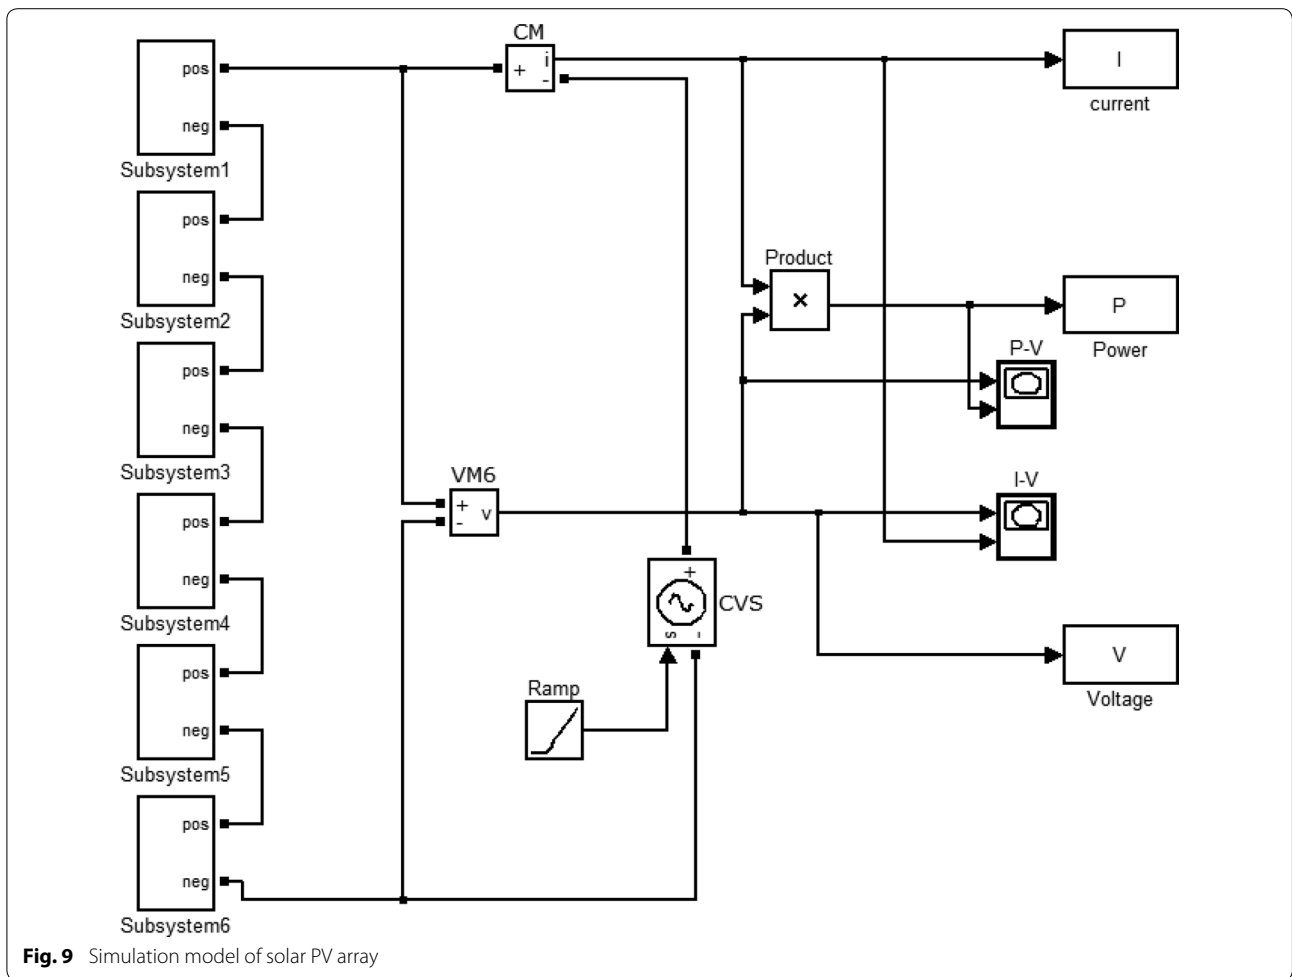 CM
pos
+
i
-
I
neg
current
Subsystem1
pos
neg
Product
×
Subsystem2
P
Power
pos
P-V
neg
Subsystem3
VM6
I-V
pos
+
-
v
neg
+
CVS
s
-
Subsystem4
V
Voltage
pos
Ramp
neg
Subsystem5
pos
neg
Subsystem6
Fig. 9 Simulation model of solar PV array